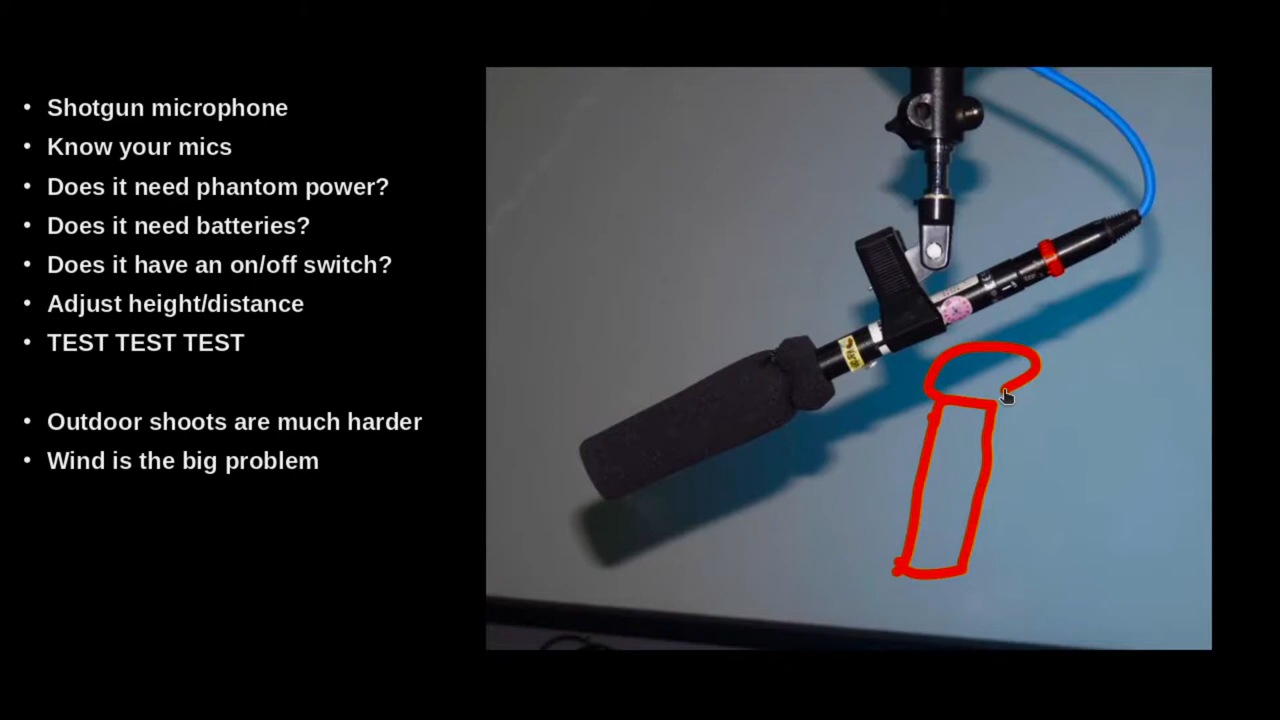 • Shotgun microphone
• Know your mics
• Does it need phantom power?
• Does it need batteries?
• Does it have an on/off switch?
• Adjust height/distance
• TEST TEST TEST
• Outdoor shoots are much harder
• Wind is the big problem